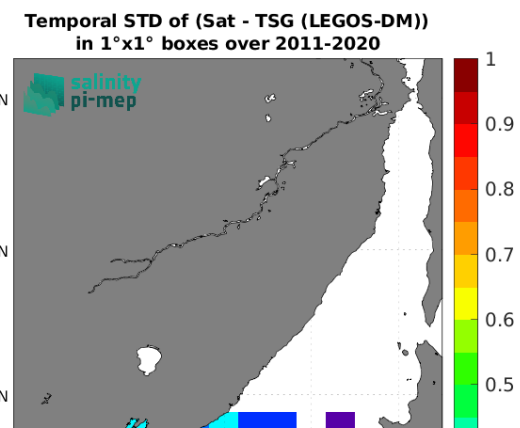 Temporal STD of (Sat - TSG (LEGOS-DM))
in 1°x1° boxes over 2011-2020
salinity
pi-mep
N
N
N
1
0.9
0.8
0.7
0.6
0.5